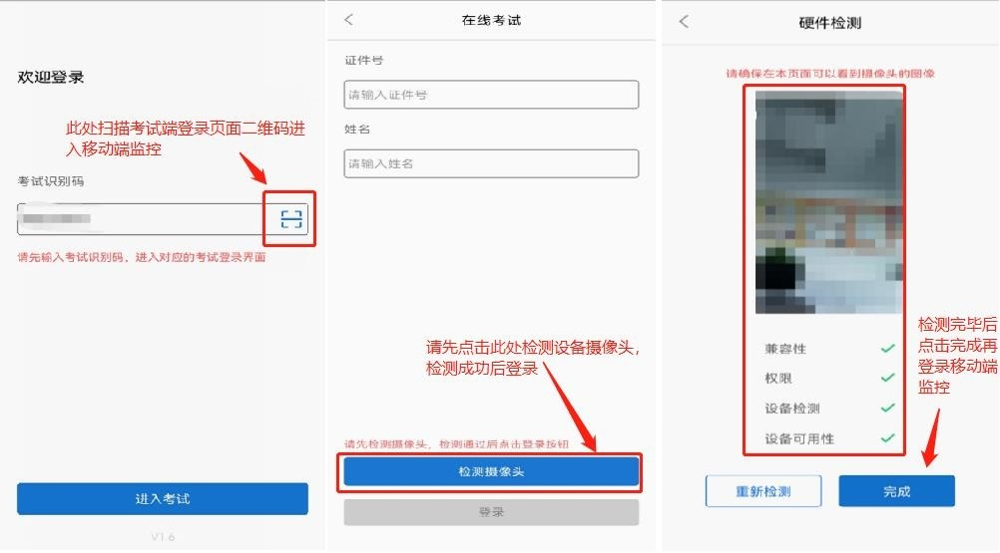 欢迎登录
此处扫描考试端登录页面二维码进
入移动端监控
考试识别码
请先输入考试识别码，进入对应的考试登录界面
进入考试
V1.6
在线考试
证件号
请输入证件号
姓名
请输入姓名
请先点击此处检测设备摄像头，
检测成功后登录
请先检测摄像头，检测通过后点击登录按钮
检测摄像头
登录
硬件检测
请确保在本页面可以看到摄像头的图像
兼容性
权限
设备检测
设备可用性
检测完毕后
点击完成再
登录移动端
监控
重新检测
完成